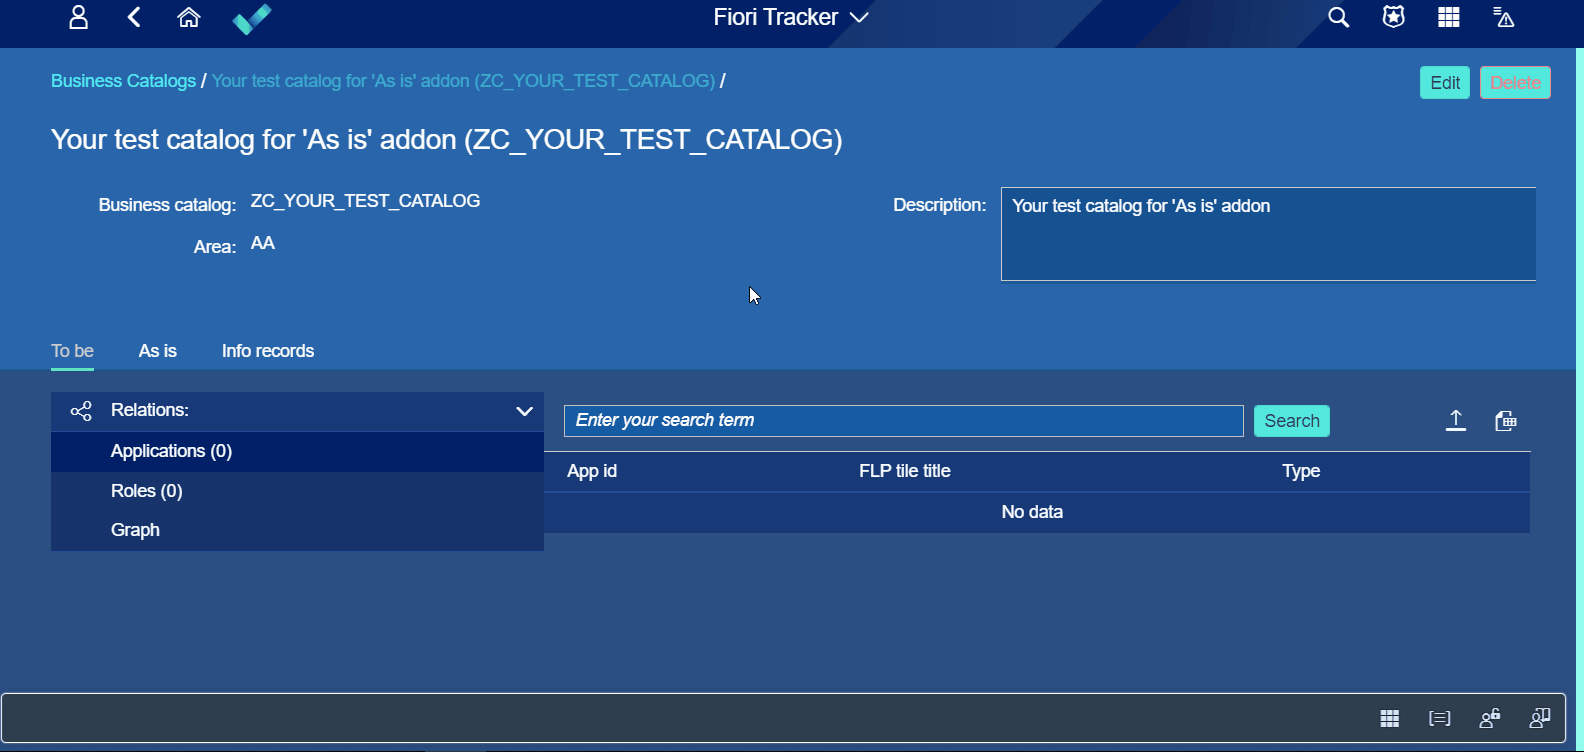 Fiori Tracker
Business Catalogs / Your test catalog for 'As is' addon (ZC_YOUR_TEST_CATALOG) /
Edit
Delete
Your test catalog for 'As is' addon (ZC_YOUR_TEST_CATALOG)
Business catalog: ZC_YOUR_TEST_CATALOG
Area: AA
Description: Your test catalog for 'As is' addon
To be
As is
Info records
Relations:
Applications (0)
Roles (0)
Graph
Enter your search term
Search
App id
FLP tile title
Type
No data